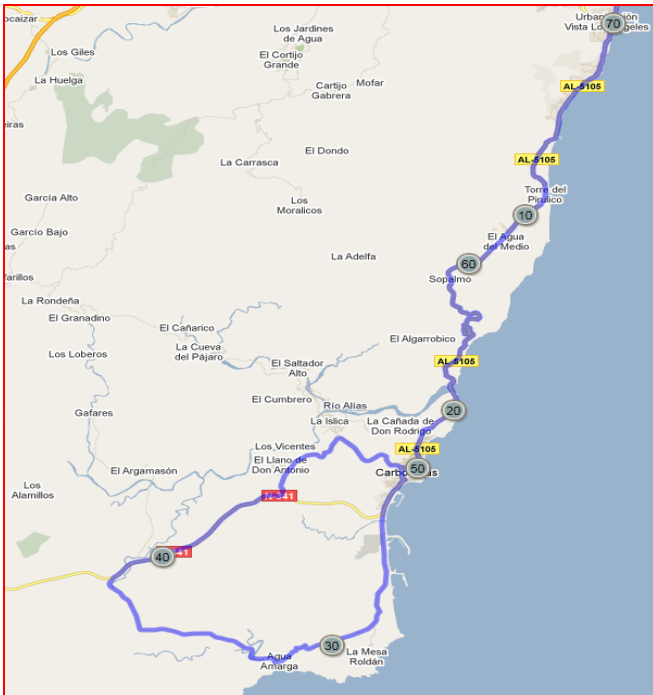 ocaizar
Los Jardines
de Agua
Urbanización
Vista Los Angeles
70
Los Giles
El Cortijo
Grande
La Huelga
Cartijo
Gabrera
Mofar
AL-5105
eiras
El Dondo
AL-5105
La Carrasca
García Alto
Los
Moralicos
Torre del
Pirulico
10
García Bajo
as
El Agua
del Medio
La Adelfa
60
Sopalmo
farillos
La Rondeña
El Granadino
El Cañarico
El Algarrobico
Los Loberos
La Cueva
del Pájaro
El Saltador
Alto
AL-5105
El Cumbrero
Río Alías
20
Gafares
La Islica
La Cañada de
Don Rodrigo
Los Vicentes
AL-5105
El Llano de
Don Antonio
El Argamasón
50
Los
Alamillos
N-341
40
30
La Mesa
Roldán
Agua
Amarga